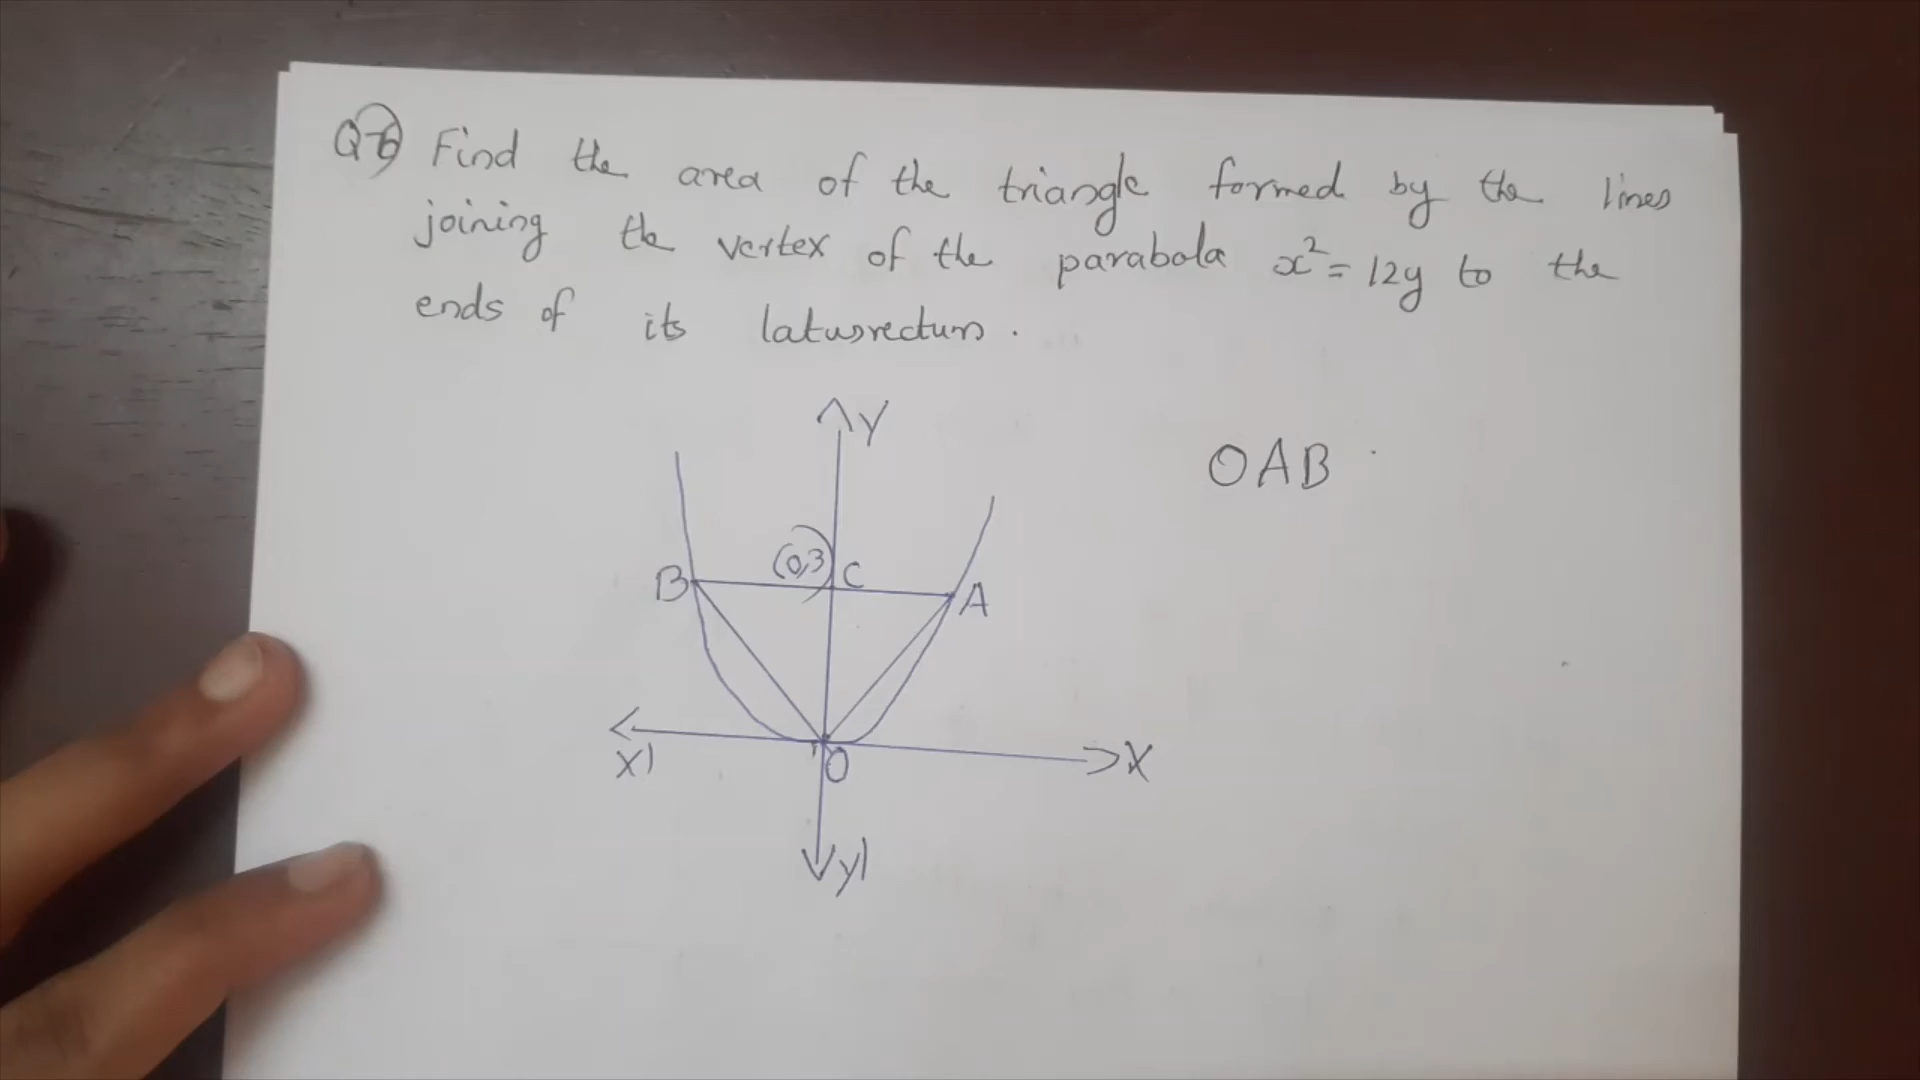 Q 6) Find the area of the triangle formed by the lines
joining the vertex of the parabola x² = 12y to the
ends of its latusrectum.
Y
OAB
(0,3)
B C A
X' O X
y'